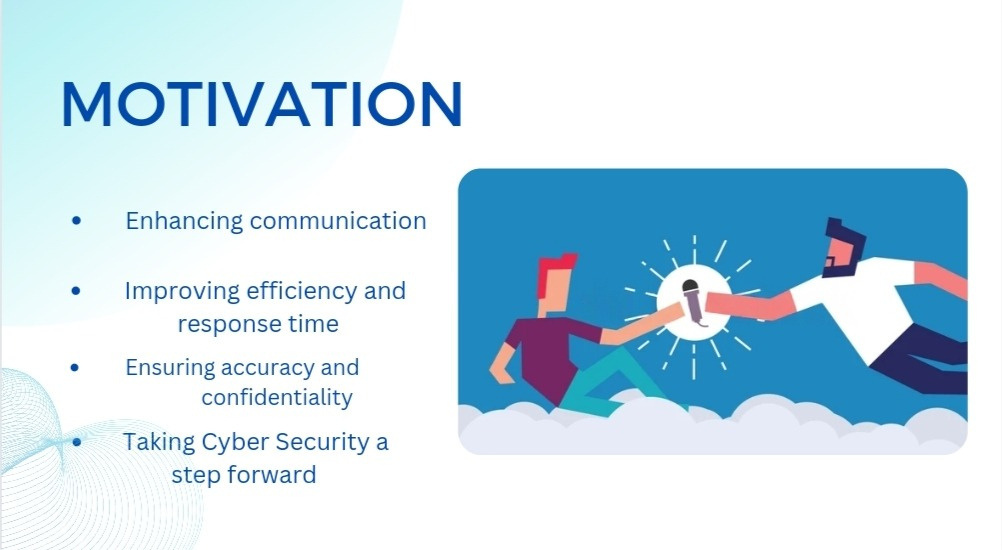 MOTIVATION
• Enhancing communication
• Improving efficiency and
response time
• Ensuring accuracy and
confidentiality
• Taking Cyber Security a
step forward